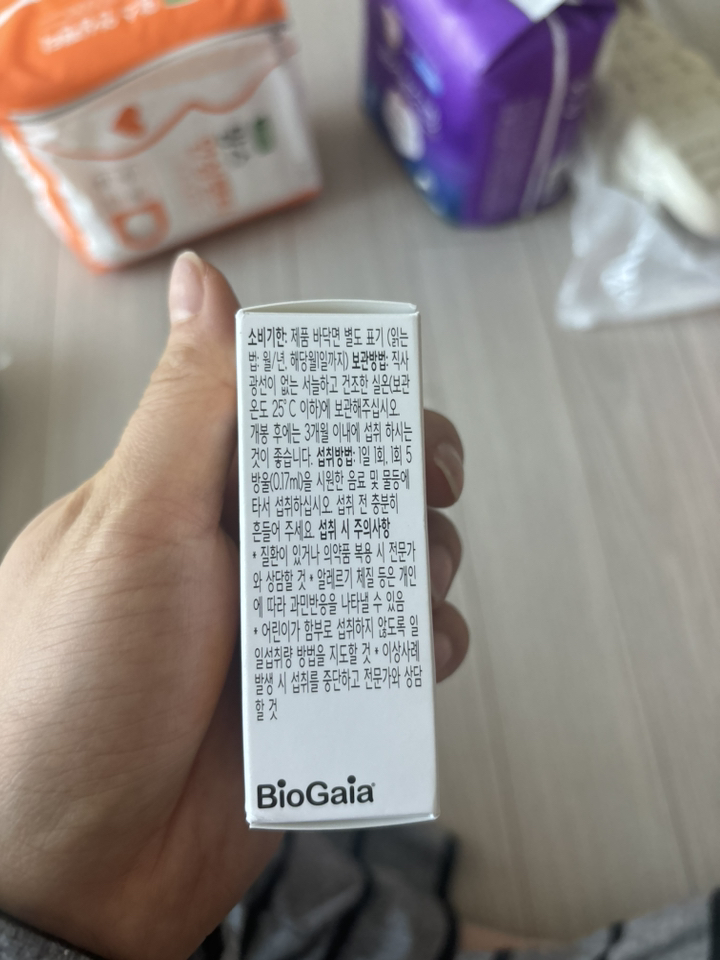 소비기한: 제품 바닥면 별도 표기 (읽는
법: 월/년, 해당월1일까지) 보관방법: 직사
광선이 없는 서늘하고 건조한 실온(보관
온도 25˚C 이하)에 보관해주십시오.
개봉 후에는 3개월 이내에 섭취 하시는
것이 좋습니다. 섭취방법: 1일 1회, 1회 5
방울(0.17ml)을 시원한 음료 및 물등에
타서 섭취하십시오. 섭취 전 충분히
흔들어 주세요. 섭취 시 주의사항
* 질환이 있거나 의약품 복용 시 전문가
와 상담할 것 * 알레르기 체질 등은 개인
에 따라 과민반응을 나타낼 수 있음
* 어린이가 함부로 섭취하지 않도록 일
일섭취량 방법을 지도할 것 * 이상사례
발생 시 섭취를 중단하고 전문가와 상담
할 것
BioGaia®